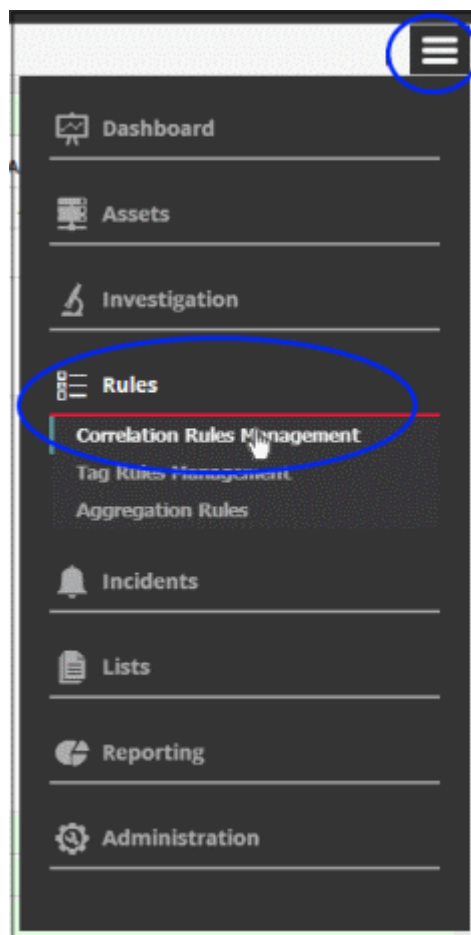 Dashboard
A
Assets
Investigation
Rules
Correlation Rules Management
Tag Rules Management
Aggregation Rules
Incidents
Lists
Reporting
Administration